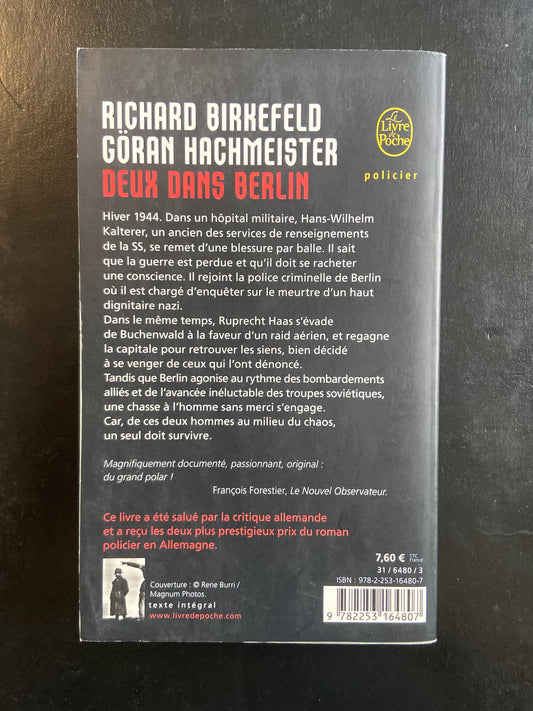 RICHARD BIRKEFELD
GÖRAN HACHMEISTER
DEUX DANS BERLIN
Le
Livre
de
Poche
policier
Hiver 1944. Dans un hôpital militaire, Hans-Wilhelm
Kalterer, un ancien des services de renseignements
de la SS, se remet d'une blessure par balle. Il sait
que la guerre est perdue et qu'il doit se racheter
une conscience. Il rejoint la police criminelle de Berlin
où il est chargé d'enquêter sur le meurtre d'un haut
dignitaire nazi.
Dans le même temps, Ruprecht Haas s'évade
de Buchenwald à la faveur d'un raid aérien, et regagne
la capitale pour retrouver les siens, bien décidé
à se venger de ceux qui l'ont dénoncé.
Tandis que Berlin agonise au rythme des bombardements
alliés et de l'avancée inéluctable des troupes soviétiques,
une chasse à l'homme sans merci s'engage.
Car, de ces deux hommes au milieu du chaos,
un seul doit survivre.
Magnifiquement documenté, passionnant, original :
du grand polar !
François Forestier, Le Nouvel Observateur.
Ce livre a été salué par la critique allemande
et a reçu les deux plus prestigieux prix du roman
policier en Allemagne.
Couverture : © Rene Burri /
Magnum Photos.
texte intégral
www.livredepoche.com
7,60 € TTC
France
31 / 6480 / 3
ISBN : 978-2-253-16480-7
9 782253 164807